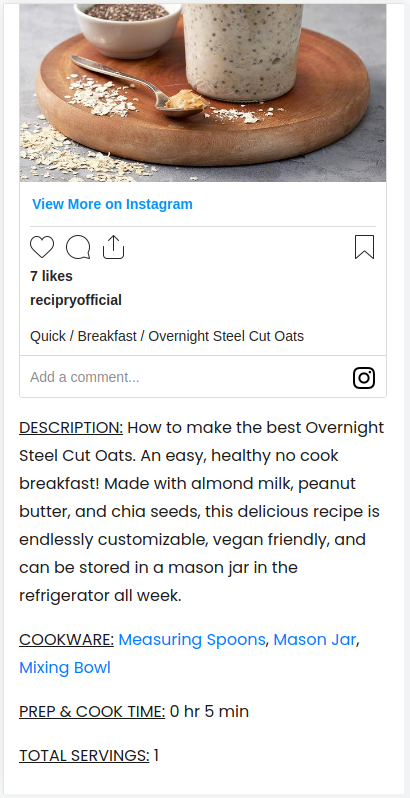 View More on Instagram
7 likes
recipryofficial
Quick / Breakfast / Overnight Steel Cut Oats
Add a comment...
DESCRIPTION: How to make the best Overnight
Steel Cut Oats. An easy, healthy no cook
breakfast! Made with almond milk, peanut
butter, and chia seeds, this delicious recipe is
endlessly customizable, vegan friendly, and
can be stored in a mason jar in the
refrigerator all week.
COOKWARE: Measuring Spoons, Mason Jar,
Mixing Bowl
PREP & COOK TIME: 0 hr 5 min
TOTAL SERVINGS: 1